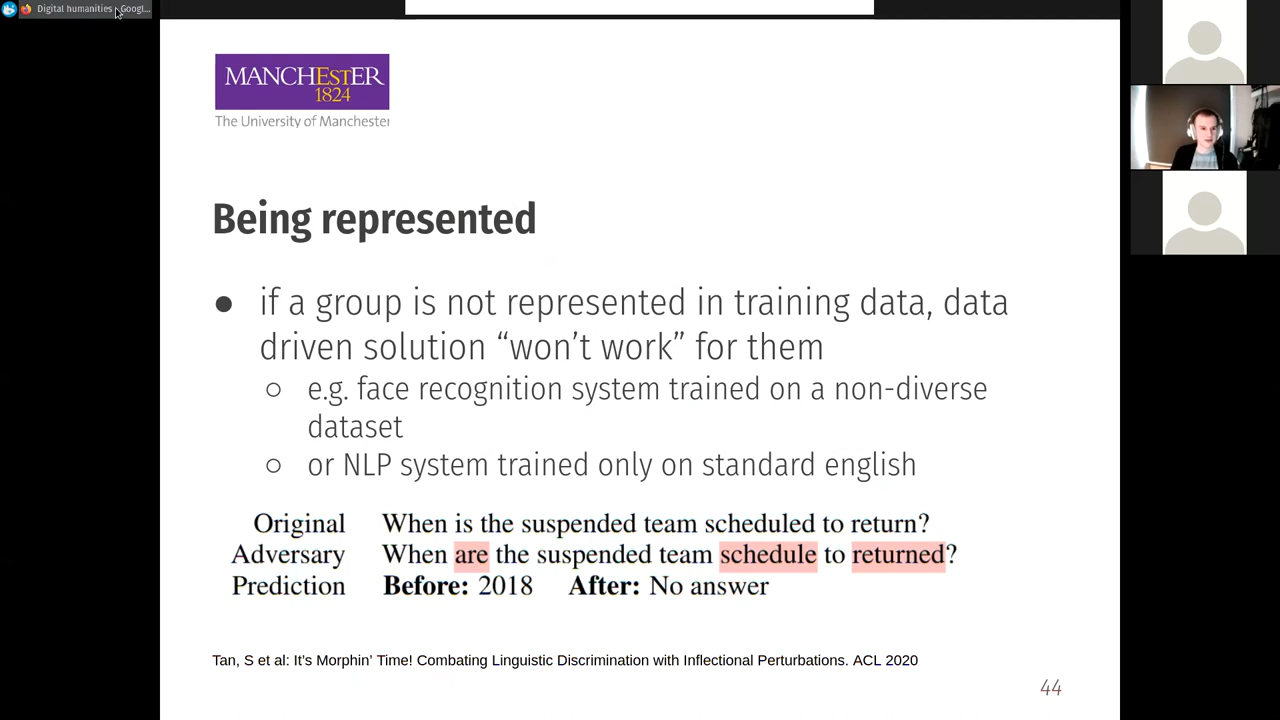 Digital humanities - Googl...
MANCHESTER
1824
The University of Manchester
Being represented
● if a group is not represented in training data, data
driven solution “won’t work” for them
○ e.g. face recognition system trained on a non-diverse
dataset
○ or NLP system trained only on standard english
Original When is the suspended team scheduled to return?
Adversary When are the suspended team schedule to returned?
Prediction Before: 2018 After: No answer
Tan, S et al: It’s Morphin’ Time! Combating Linguistic Discrimination with Inflectional Perturbations. ACL 2020
44